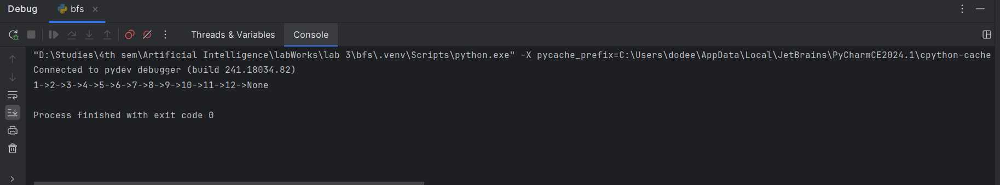 Debug bfs
Threads & Variables Console
"D:\Studies\4th sem\Artificial Intelligence\labWorks\lab 3\bfs\.venv\Scripts\python.exe" -X pycache_prefix=C:\Users\dodee\AppData\Local\JetBrains\PyCharmCE2024.1\cpython-cache
Connected to pydev debugger (build 241.18034.82)
1->2->3->4->5->6->7->8->9->10->11->12->None
Process finished with exit code 0